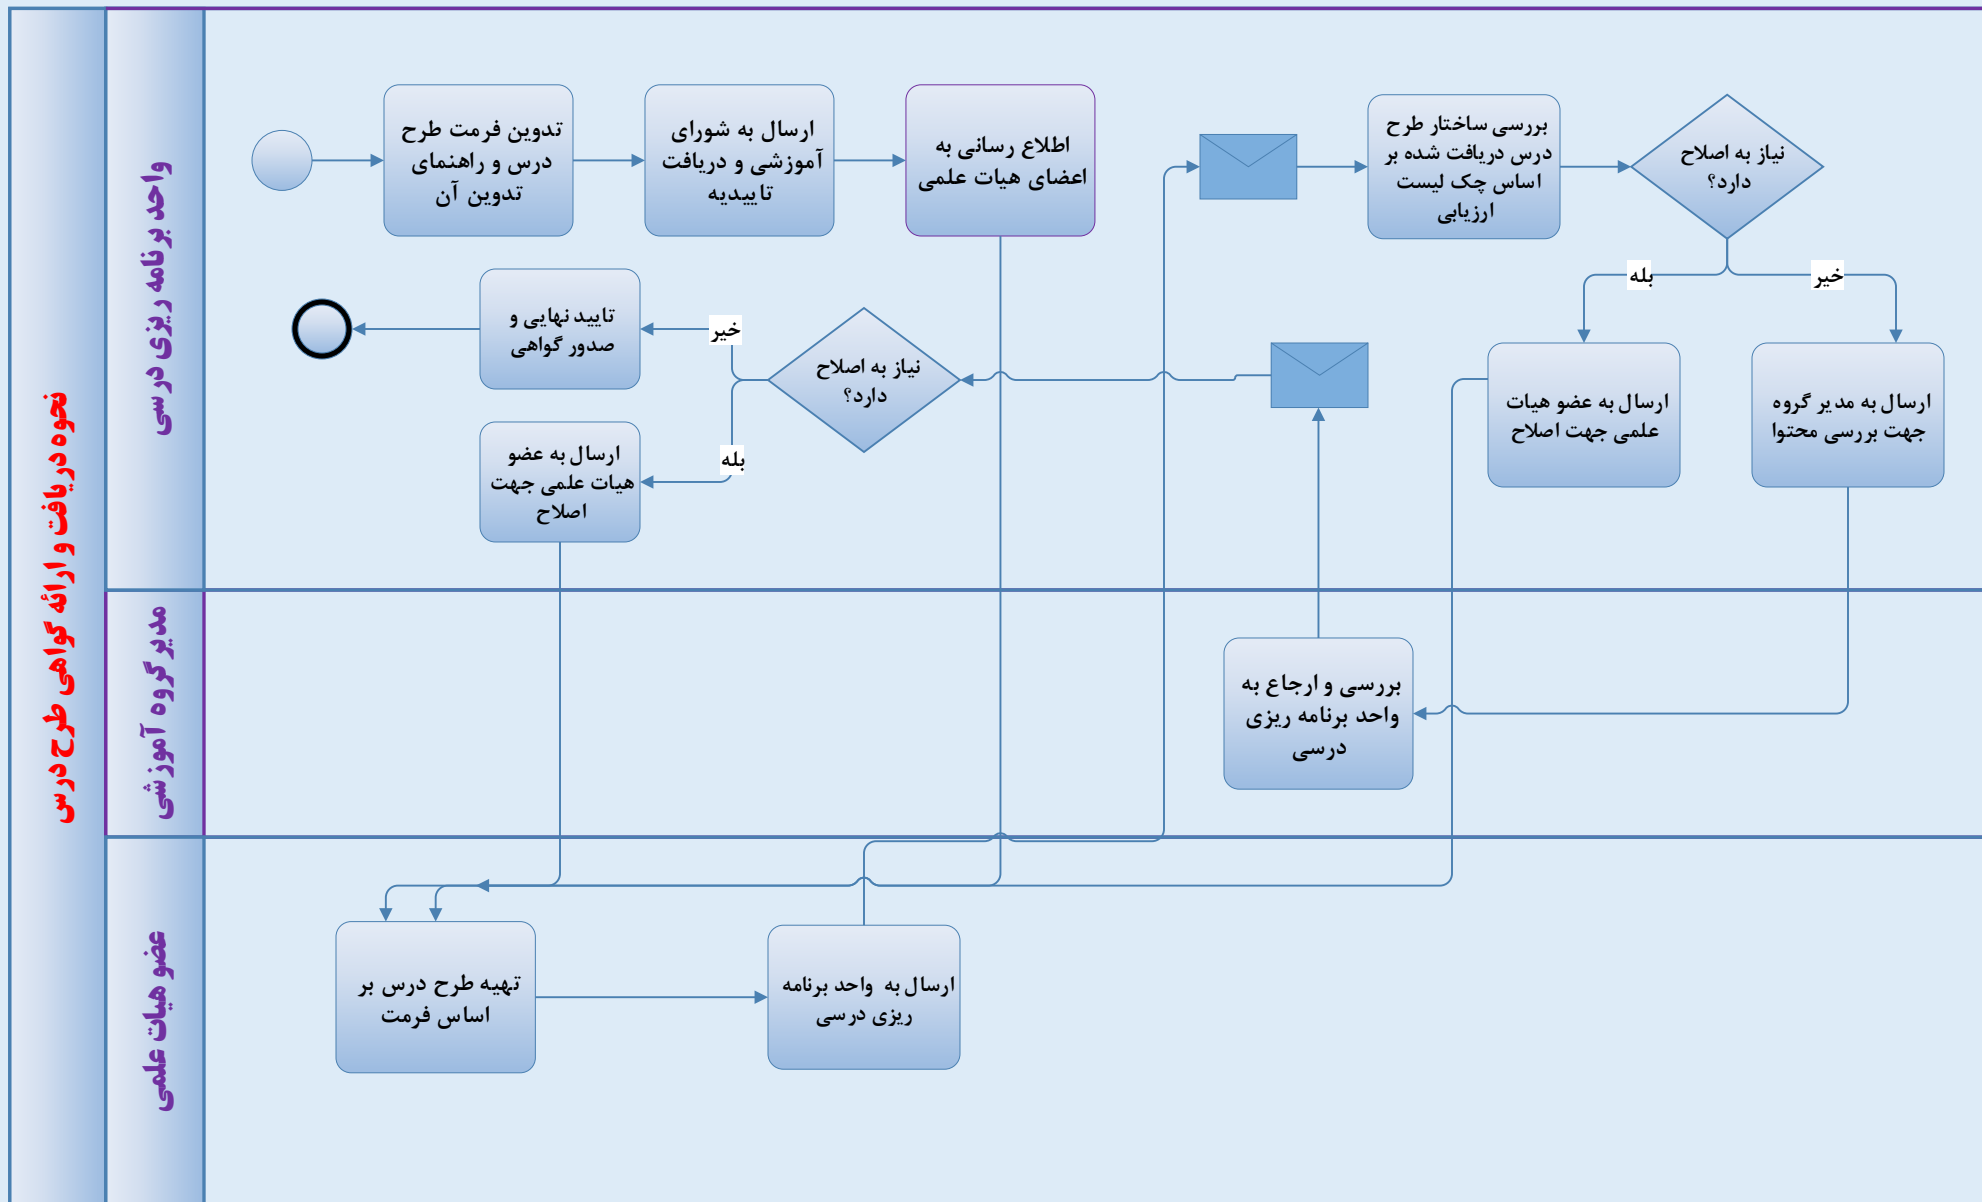 نحوه دریافت و ارائه گواهی طرح درس
واحد برنامه ریزی درسی
تدوین فرمت طرح
درس و راهنمای
تدوین آن
ارسال به شورای
آموزشی و دریافت
تاییدیه
اطلاع رسانی به
اعضای هیات علمی
بررسی ساختار طرح
درس دریافت شده بر
اساس چک لیست
ارزیابی
نیاز به اصلاح
دارد؟
بله
خیر
ارسال به عضو هیات
علمی جهت اصلاح
ارسال به مدیر گروه
جهت بررسی محتوا
نیاز به اصلاح
دارد؟
خیر
بله
تایید نهایی و
صدور گواهی
ارسال به عضو
هیات علمی جهت
اصلاح
مدیر گروه آموزشی
بررسی و ارجاع به
واحد برنامه ریزی
درسی
عضو هیات علمی
تهیه طرح درس بر
اساس فرمت
ارسال به واحد برنامه
ریزی درسی